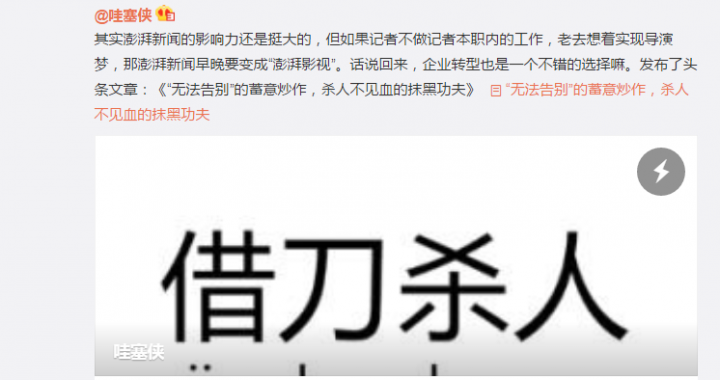 @哇塞侠
其实澎湃新闻的影响力还是挺大的，但如果记者不做记者本职内的工作，老去想着实现导演
梦，那澎湃新闻早晚要变成“澎湃影视”。话说回来，企业转型也是一个不错的选择嘛。发布了头
条文章：《“无法告别”的蓄意炒作，杀人不见血的抹黑功夫》 “无法告别”的蓄意炒作，杀人
不见血的抹黑功夫
借刀杀人
哇塞侠